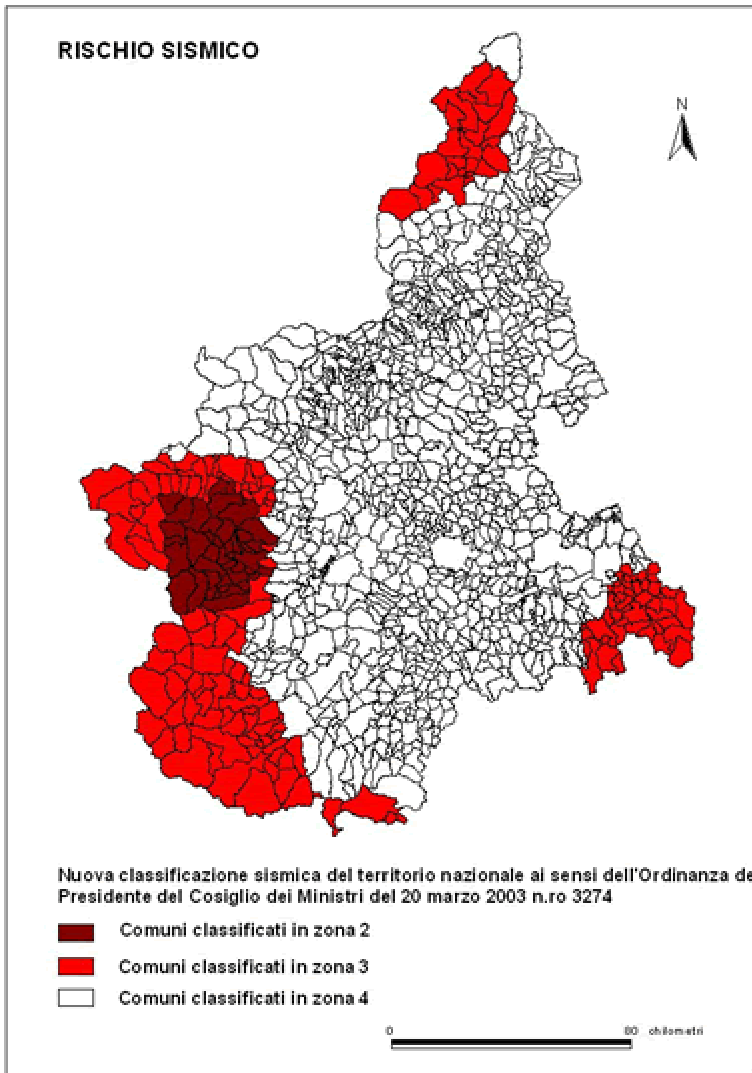 RISCHIO SISMICO
N
Nuova classificazione sismica del territorio nazionale ai sensi dell'Ordinanza de
Presidente del Cosiglio dei Ministri del 20 marzo 2003 n.ro 3274
Comuni classificati in zona 2
Comuni classificati in zona 3
Comuni classificati in zona 4
0 80 chilometri